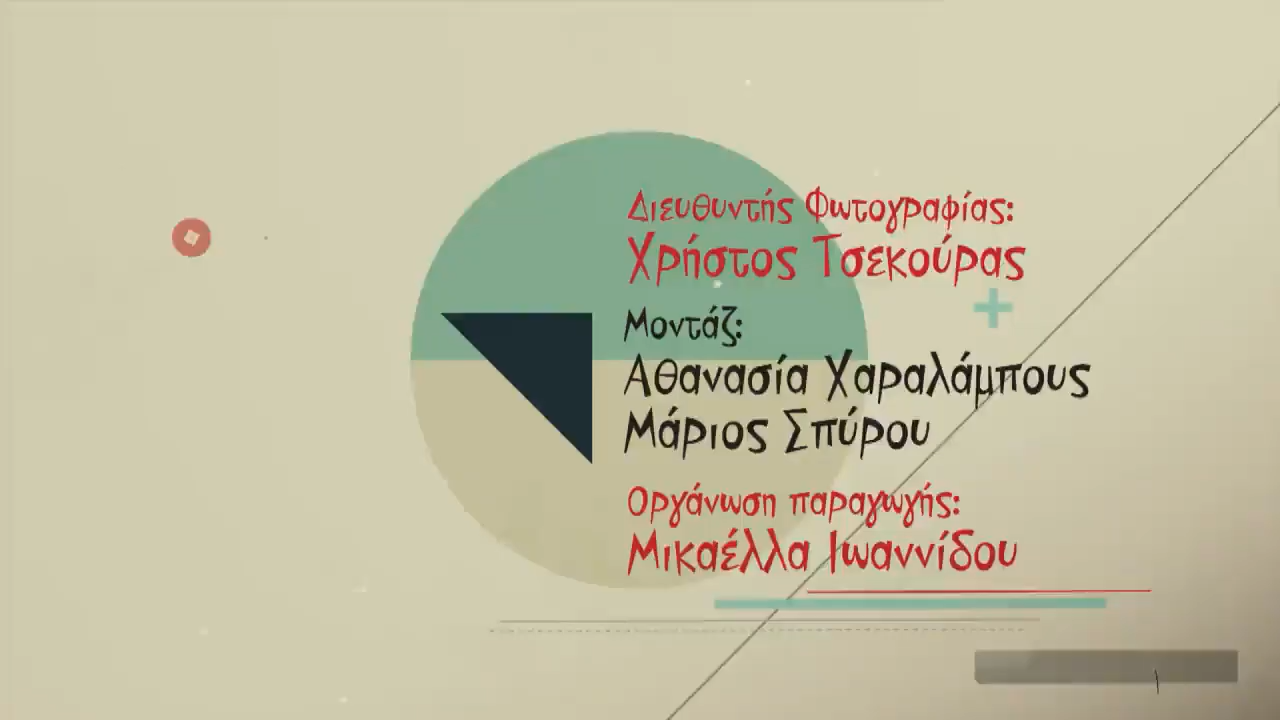 Διευθυντής Φωτογραφίας:
Χρήστος Τσεκούρας
Μοντάζ:
Αθανασία Χαραλάμπους
Μάριος Σπύρου
Οργάνωση παραγωγής:
Μικαέλλα Ιωαννίδου